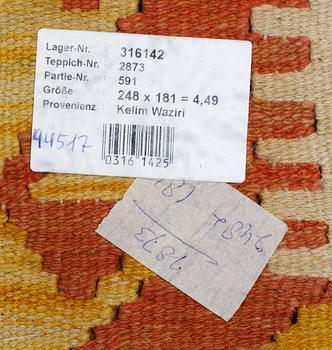 Lager-Nr. : 316142
Teppich-Nr. : 2873
Partie-Nr. : 591
Größe : 248 x 181 = 4,49
Provenienz : Kelim Waziri
44517
0316 1425
2873